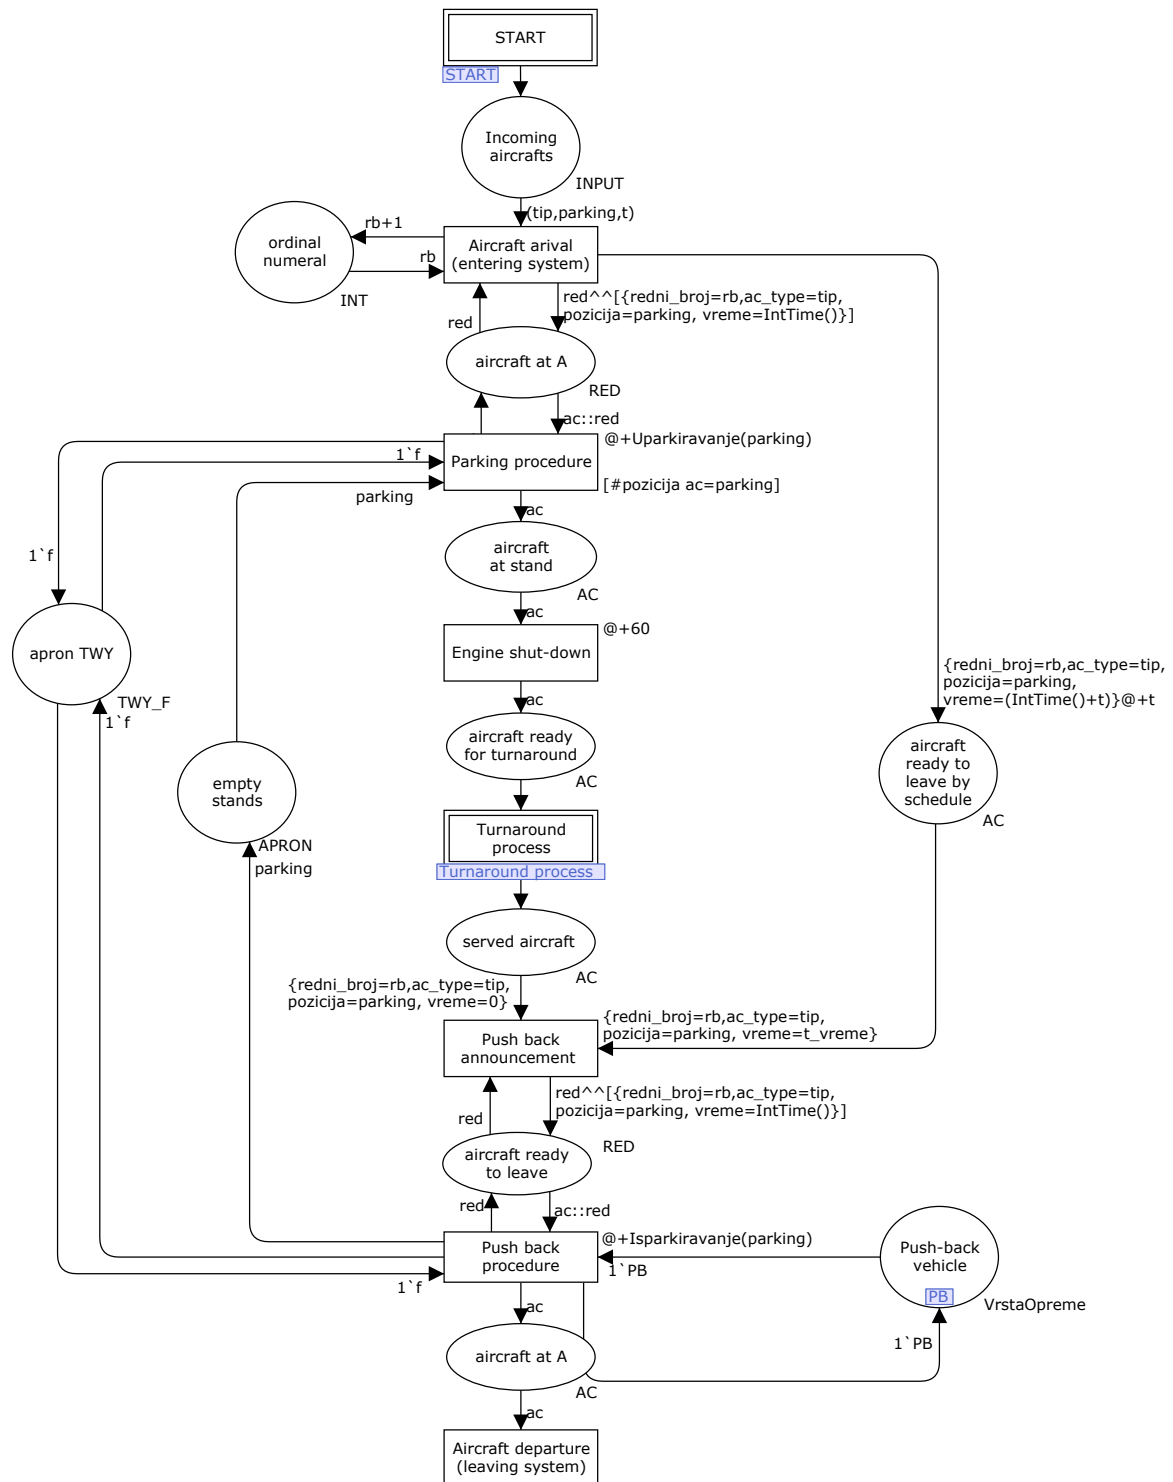 START
START
Incoming
aircrafts
INPUT
(tip,parking,t)
rb+1
ordinal
numeral
rb
INT
Aircraft arival
(entering system)
red^^[{redni_broj=rb,ac_type=tip,
pozicija=parking, vreme=IntTime()}]
red
aircraft at A
RED
ac::red
@+Uparkiravanje(parking)
1`f
Parking procedure
parking
[#pozicija ac=parking]
ac
1`f
aircraft
at stand
AC
ac
@+60
Engine shut-down
apron TWY
TWY_F
1`f
{redni_broj=rb,ac_type=tip,
pozicija=parking,
vreme=(IntTime()+t)}@+t
ac
aircraft ready
for turnaround
AC
aircraft
ready to
leave by
schedule
AC
empty
stands
APRON
parking
Turnaround
process
Turnaround process
served aircraft
AC
{redni_broj=rb,ac_type=tip,
pozicija=parking, vreme=0}
{redni_broj=rb,ac_type=tip,
pozicija=parking, vreme=t_vreme}
Push back
announcement
red^^[{redni_broj=rb,ac_type=tip,
pozicija=parking, vreme=IntTime()}]
red
RED
aircraft ready
to leave
red
ac::red
@+Isparkiravanje(parking)
Push back
procedure
1`PB
1`f
Push-back
vehicle
PB
VrstaOpreme
ac
1`PB
aircraft at A
AC
ac
Aircraft departure
(leaving system)